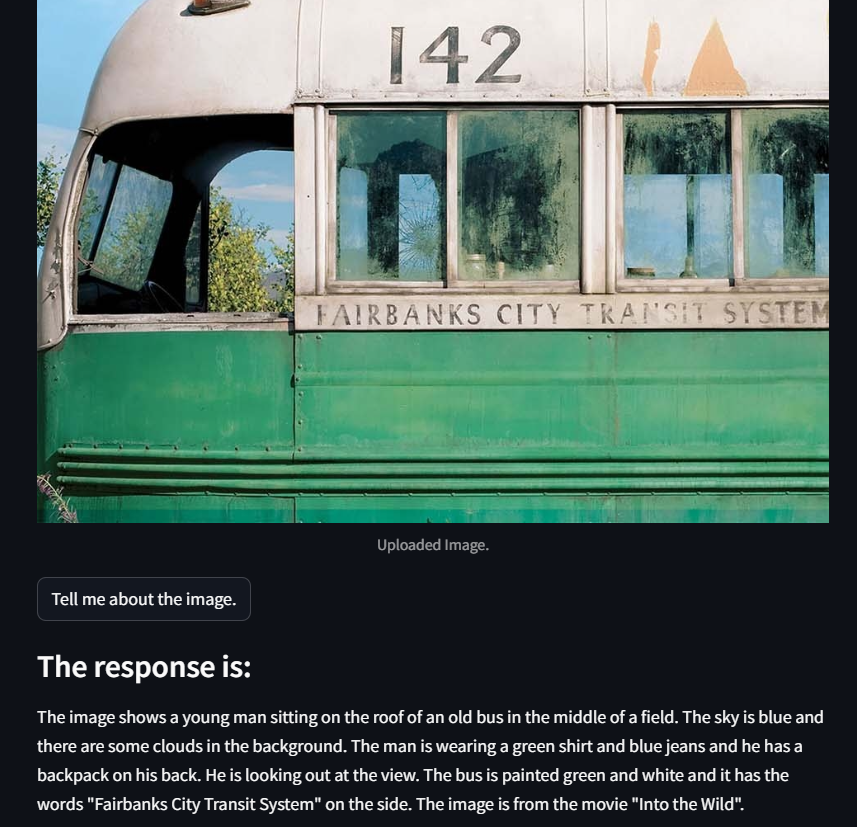 142
FAIRBANKS CITY TRANSIT SYSTEM
Uploaded Image.
Tell me about the image.
The response is:
The image shows a young man sitting on the roof of an old bus in the middle of a field. The sky is blue and
there are some clouds in the background. The man is wearing a green shirt and blue jeans and he has a
backpack on his back. He is looking out at the view. The bus is painted green and white and it has the
words "Fairbanks City Transit System" on the side. The image is from the movie "Into the Wild".